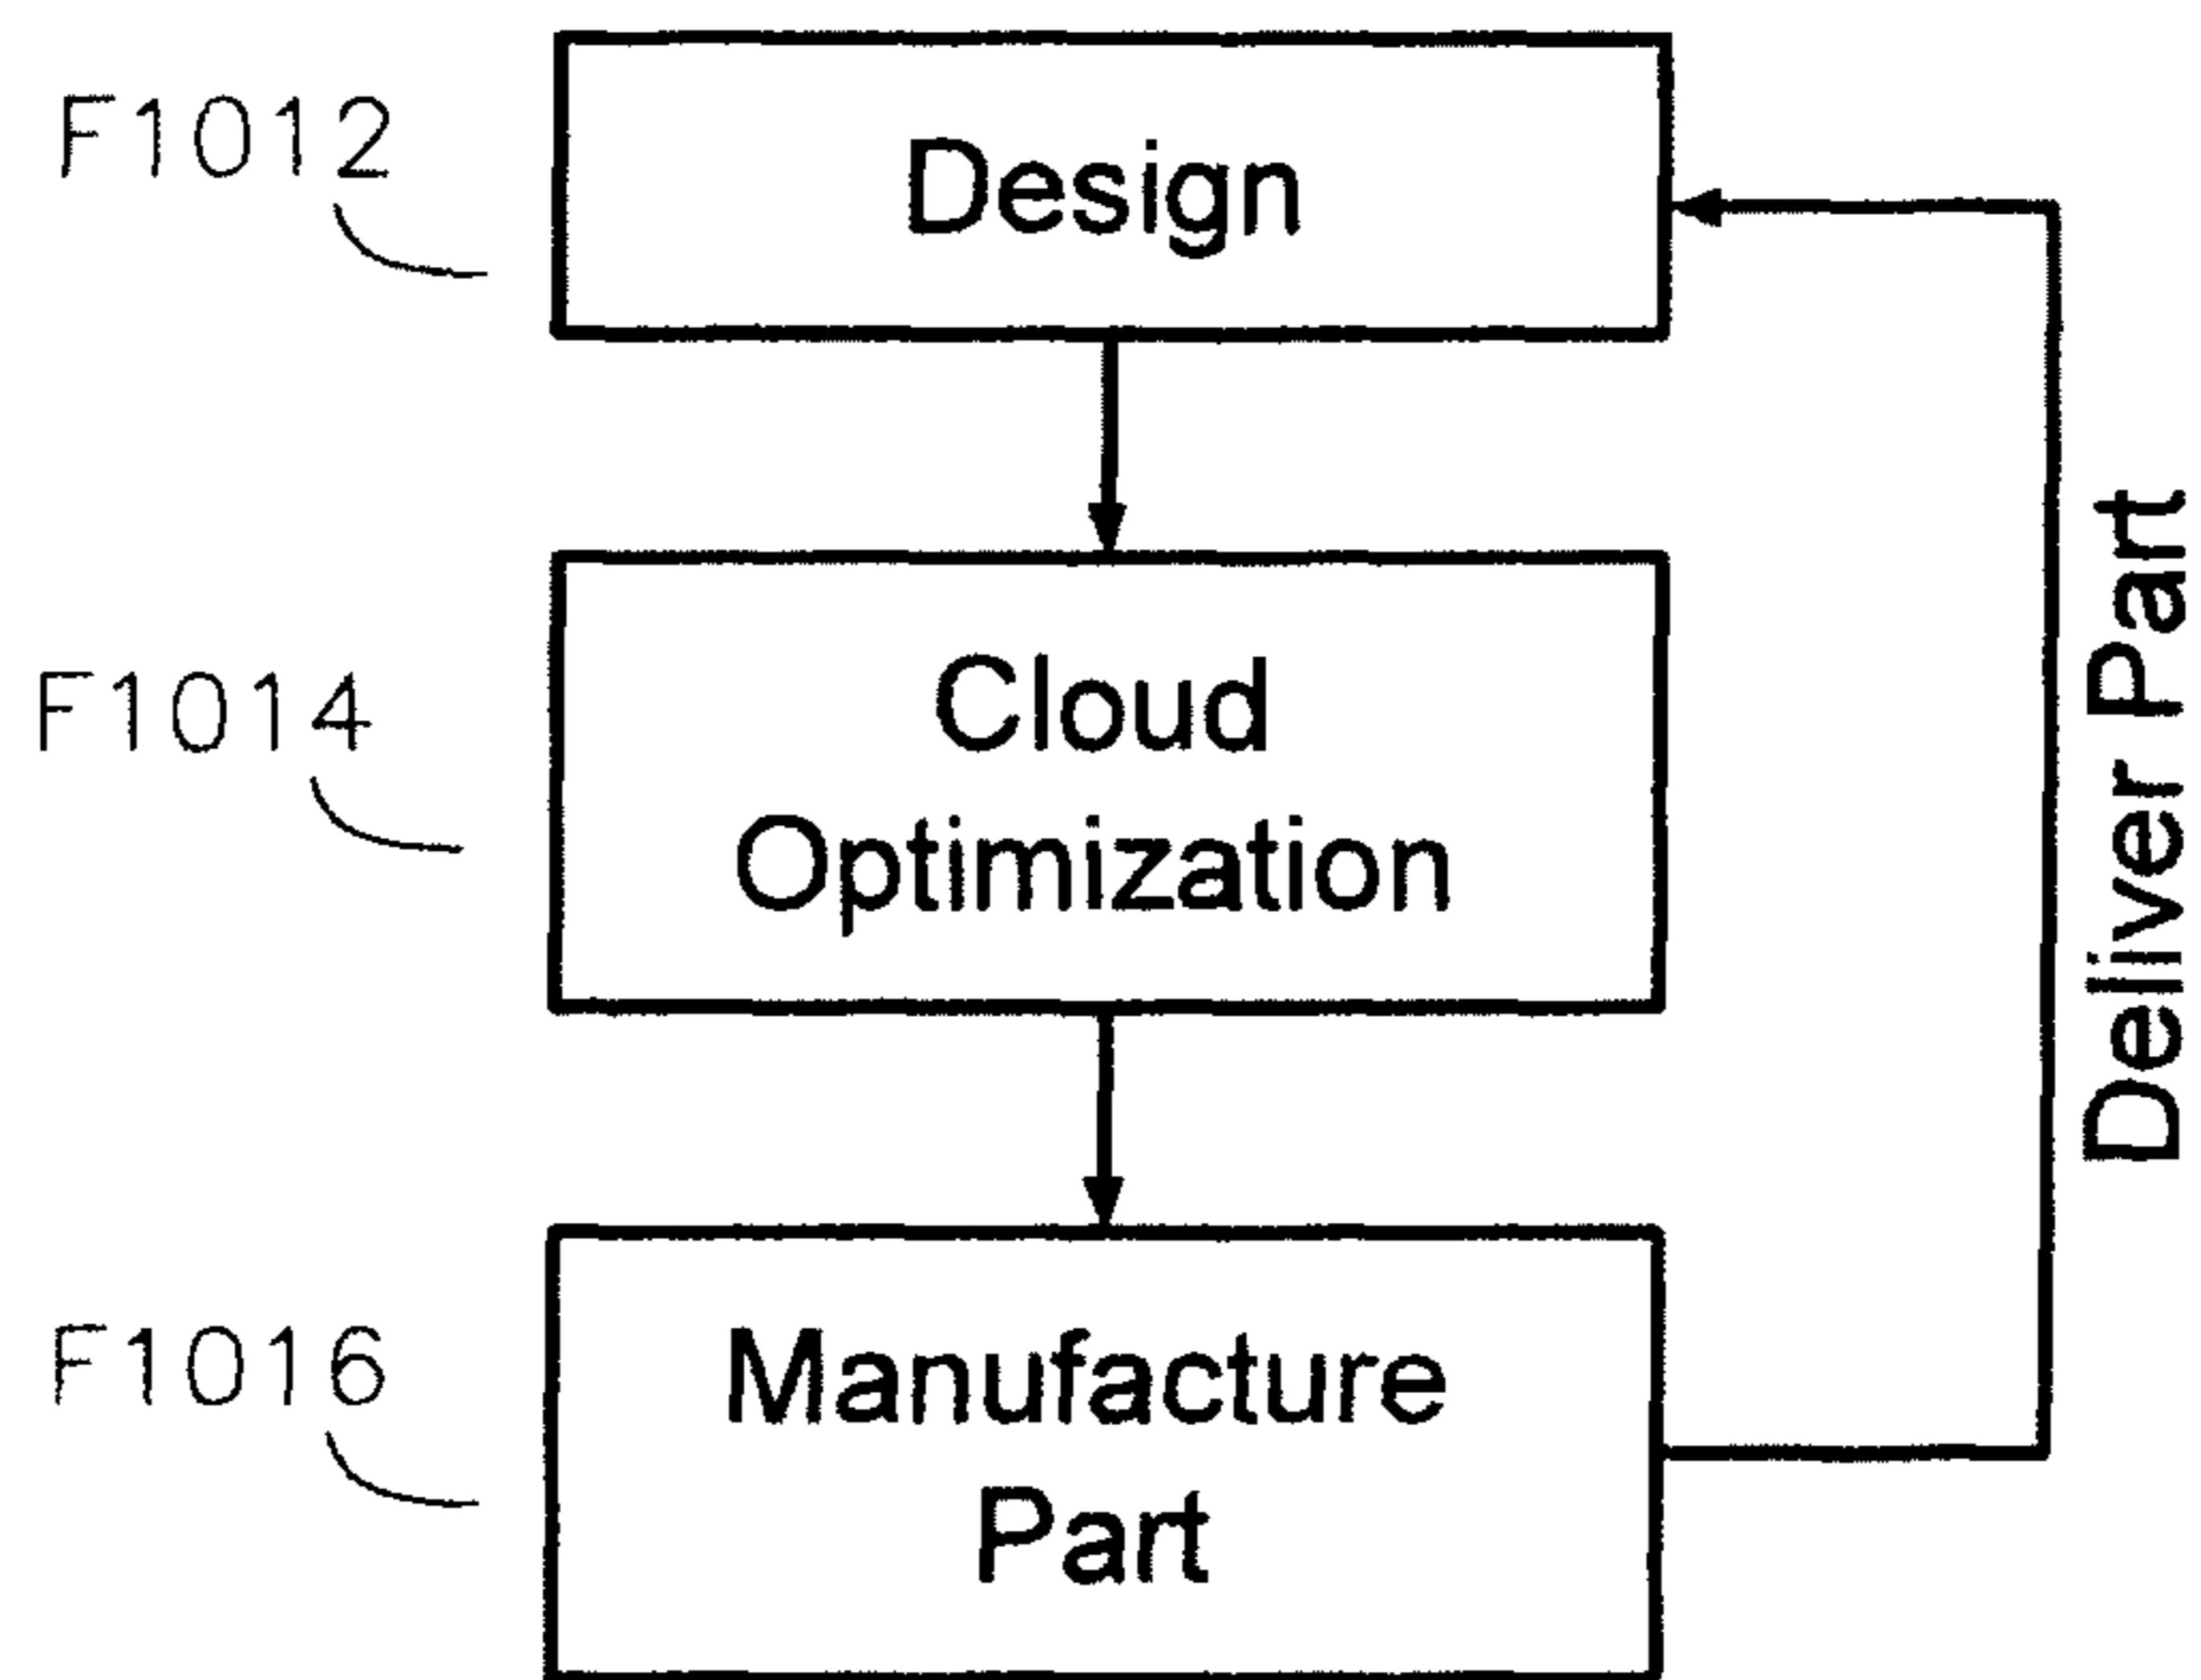 F1012
Design
F1014
Cloud
Optimization
Deliver Part
F1016
Manufacture
Part